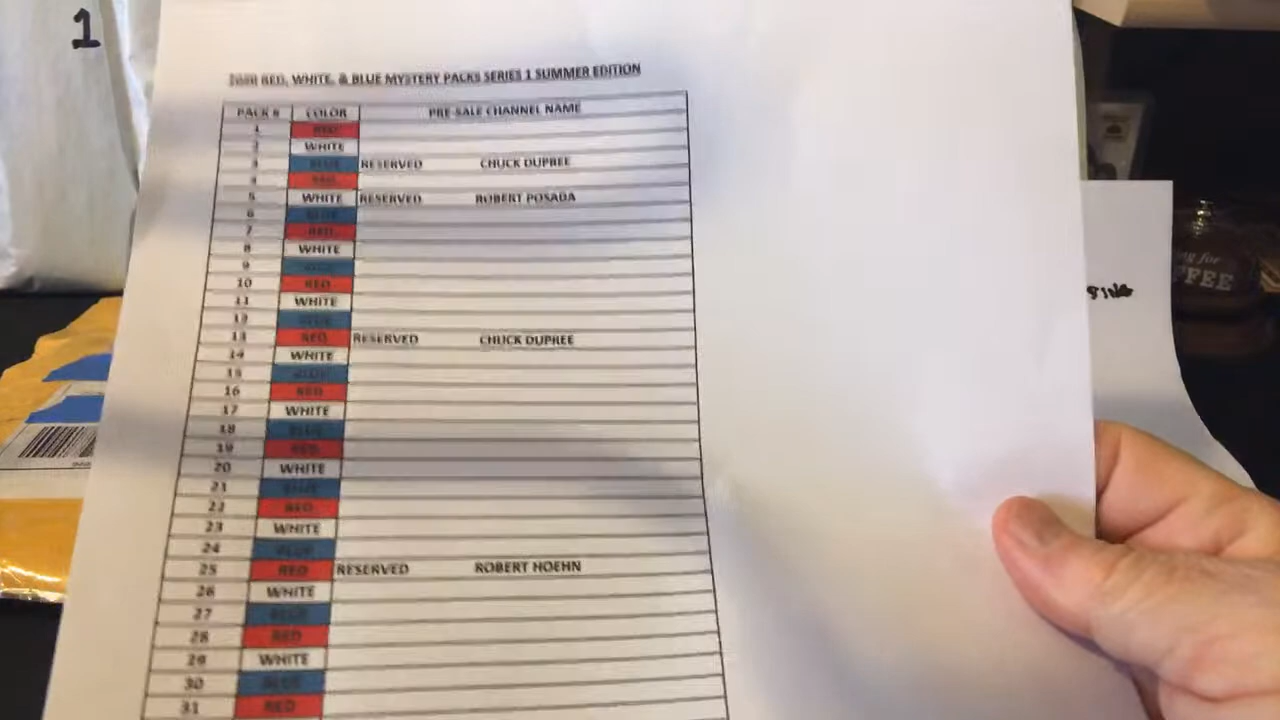 1
2020 RED, WHITE, & BLUE MYSTERY PACKS SERIES 1 SUMMER EDITION
PACK # COLOR PRE-SALE CHANNEL NAME
1 RED
2 WHITE
3 BLUE RESERVED CHUCK DUPREE
4 RED
5 WHITE RESERVED ROBERT POSADA
6 BLUE
7 RED
8 WHITE
9 BLUE
10 RED
11 WHITE
12 BLUE
13 RED RESERVED CHUCK DUPREE
14 WHITE
15 BLUE
16 RED
17 WHITE
18 BLUE
19 RED
20 WHITE
21 BLUE
22 RED
23 WHITE
24 BLUE
25 RED RESERVED ROBERT HOEHN
26 WHITE
27 BLUE
28 RED
29 WHITE
30 BLUE
31 RED